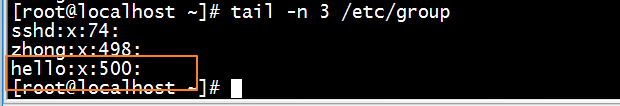 [root@localhost ~]# tail -n 3 /etc/group
sshd:x:74:
zhong:x:498:
hello:x:500:
[root@localhost ~]#